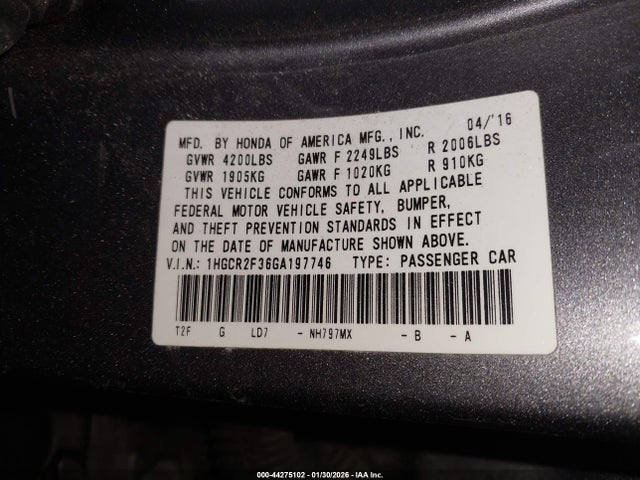 MFD. BY HONDA OF AMERICA MFG., INC. 04/'16
GVWR 4200LBS GAWR F 2249LBS R 2006LBS
GVWR 1905KG GAWR F 1020KG R 910KG
THIS VEHICLE CONFORMS TO ALL APPLICABLE
FEDERAL MOTOR VEHICLE SAFETY, BUMPER,
AND THEFT PREVENTION STANDARDS IN EFFECT
ON THE DATE OF MANUFACTURE SHOWN ABOVE.
V.I.N.: 1HGCR2F36GA197746 TYPE: PASSENGER CAR
T2F G LD7 - NH797MX - B - A
000-44275102 - 01/30/2026 - IAA Inc.